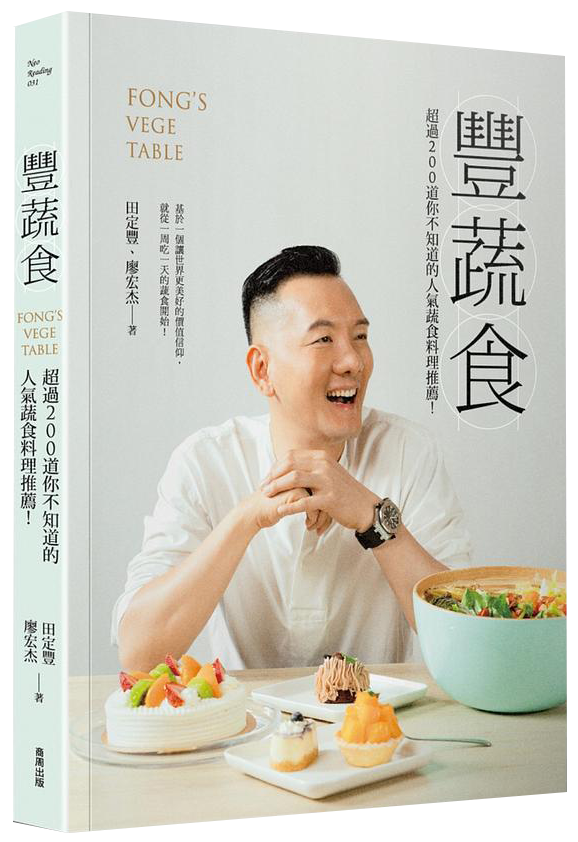 Neo
Reading
031
豐蔬食
FONG'S
VEGE
TABLE
超過200道你不知道的
人氣蔬食料理推薦！
田定豐
廖宏杰
著
商周出版
FONG'S
VEGE
TABLE
豐蔬食
超過200道你不知道的人氣蔬食料理推薦！
基於一個讓世界更美好的價值信仰，
就從一周吃一天的蔬食開始！
田定豐、廖宏杰——著